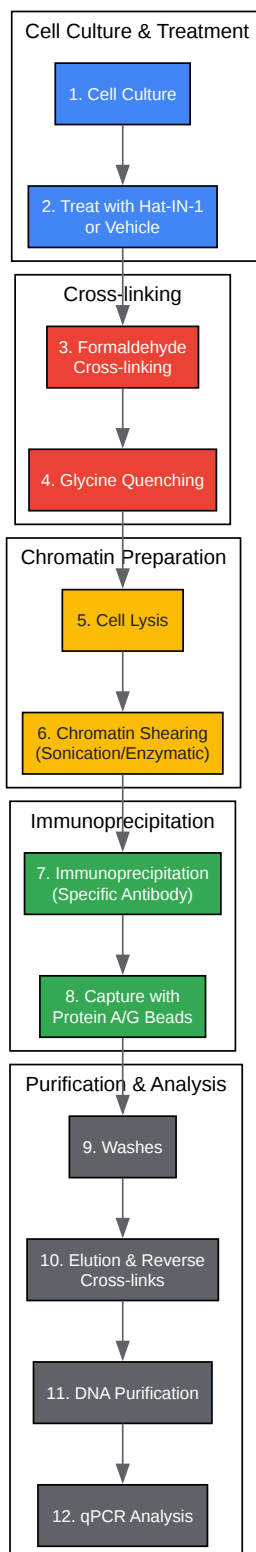 Cell Culture & Treatment
1. Cell Culture
2. Treat with Hat-IN-1
or Vehicle
Cross-linking
3. Formaldehyde
Cross-linking
4. Glycine Quenching
Chromatin Preparation
5. Cell Lysis
6. Chromatin Shearing
(Sonication/Enzymatic)
Immunoprecipitation
7. Immunoprecipitation
(Specific Antibody)
8. Capture with
Protein A/G Beads
Purification & Analysis
9. Washes
10. Elution & Reverse
Cross-links
11. DNA Purification
12. qPCR Analysis